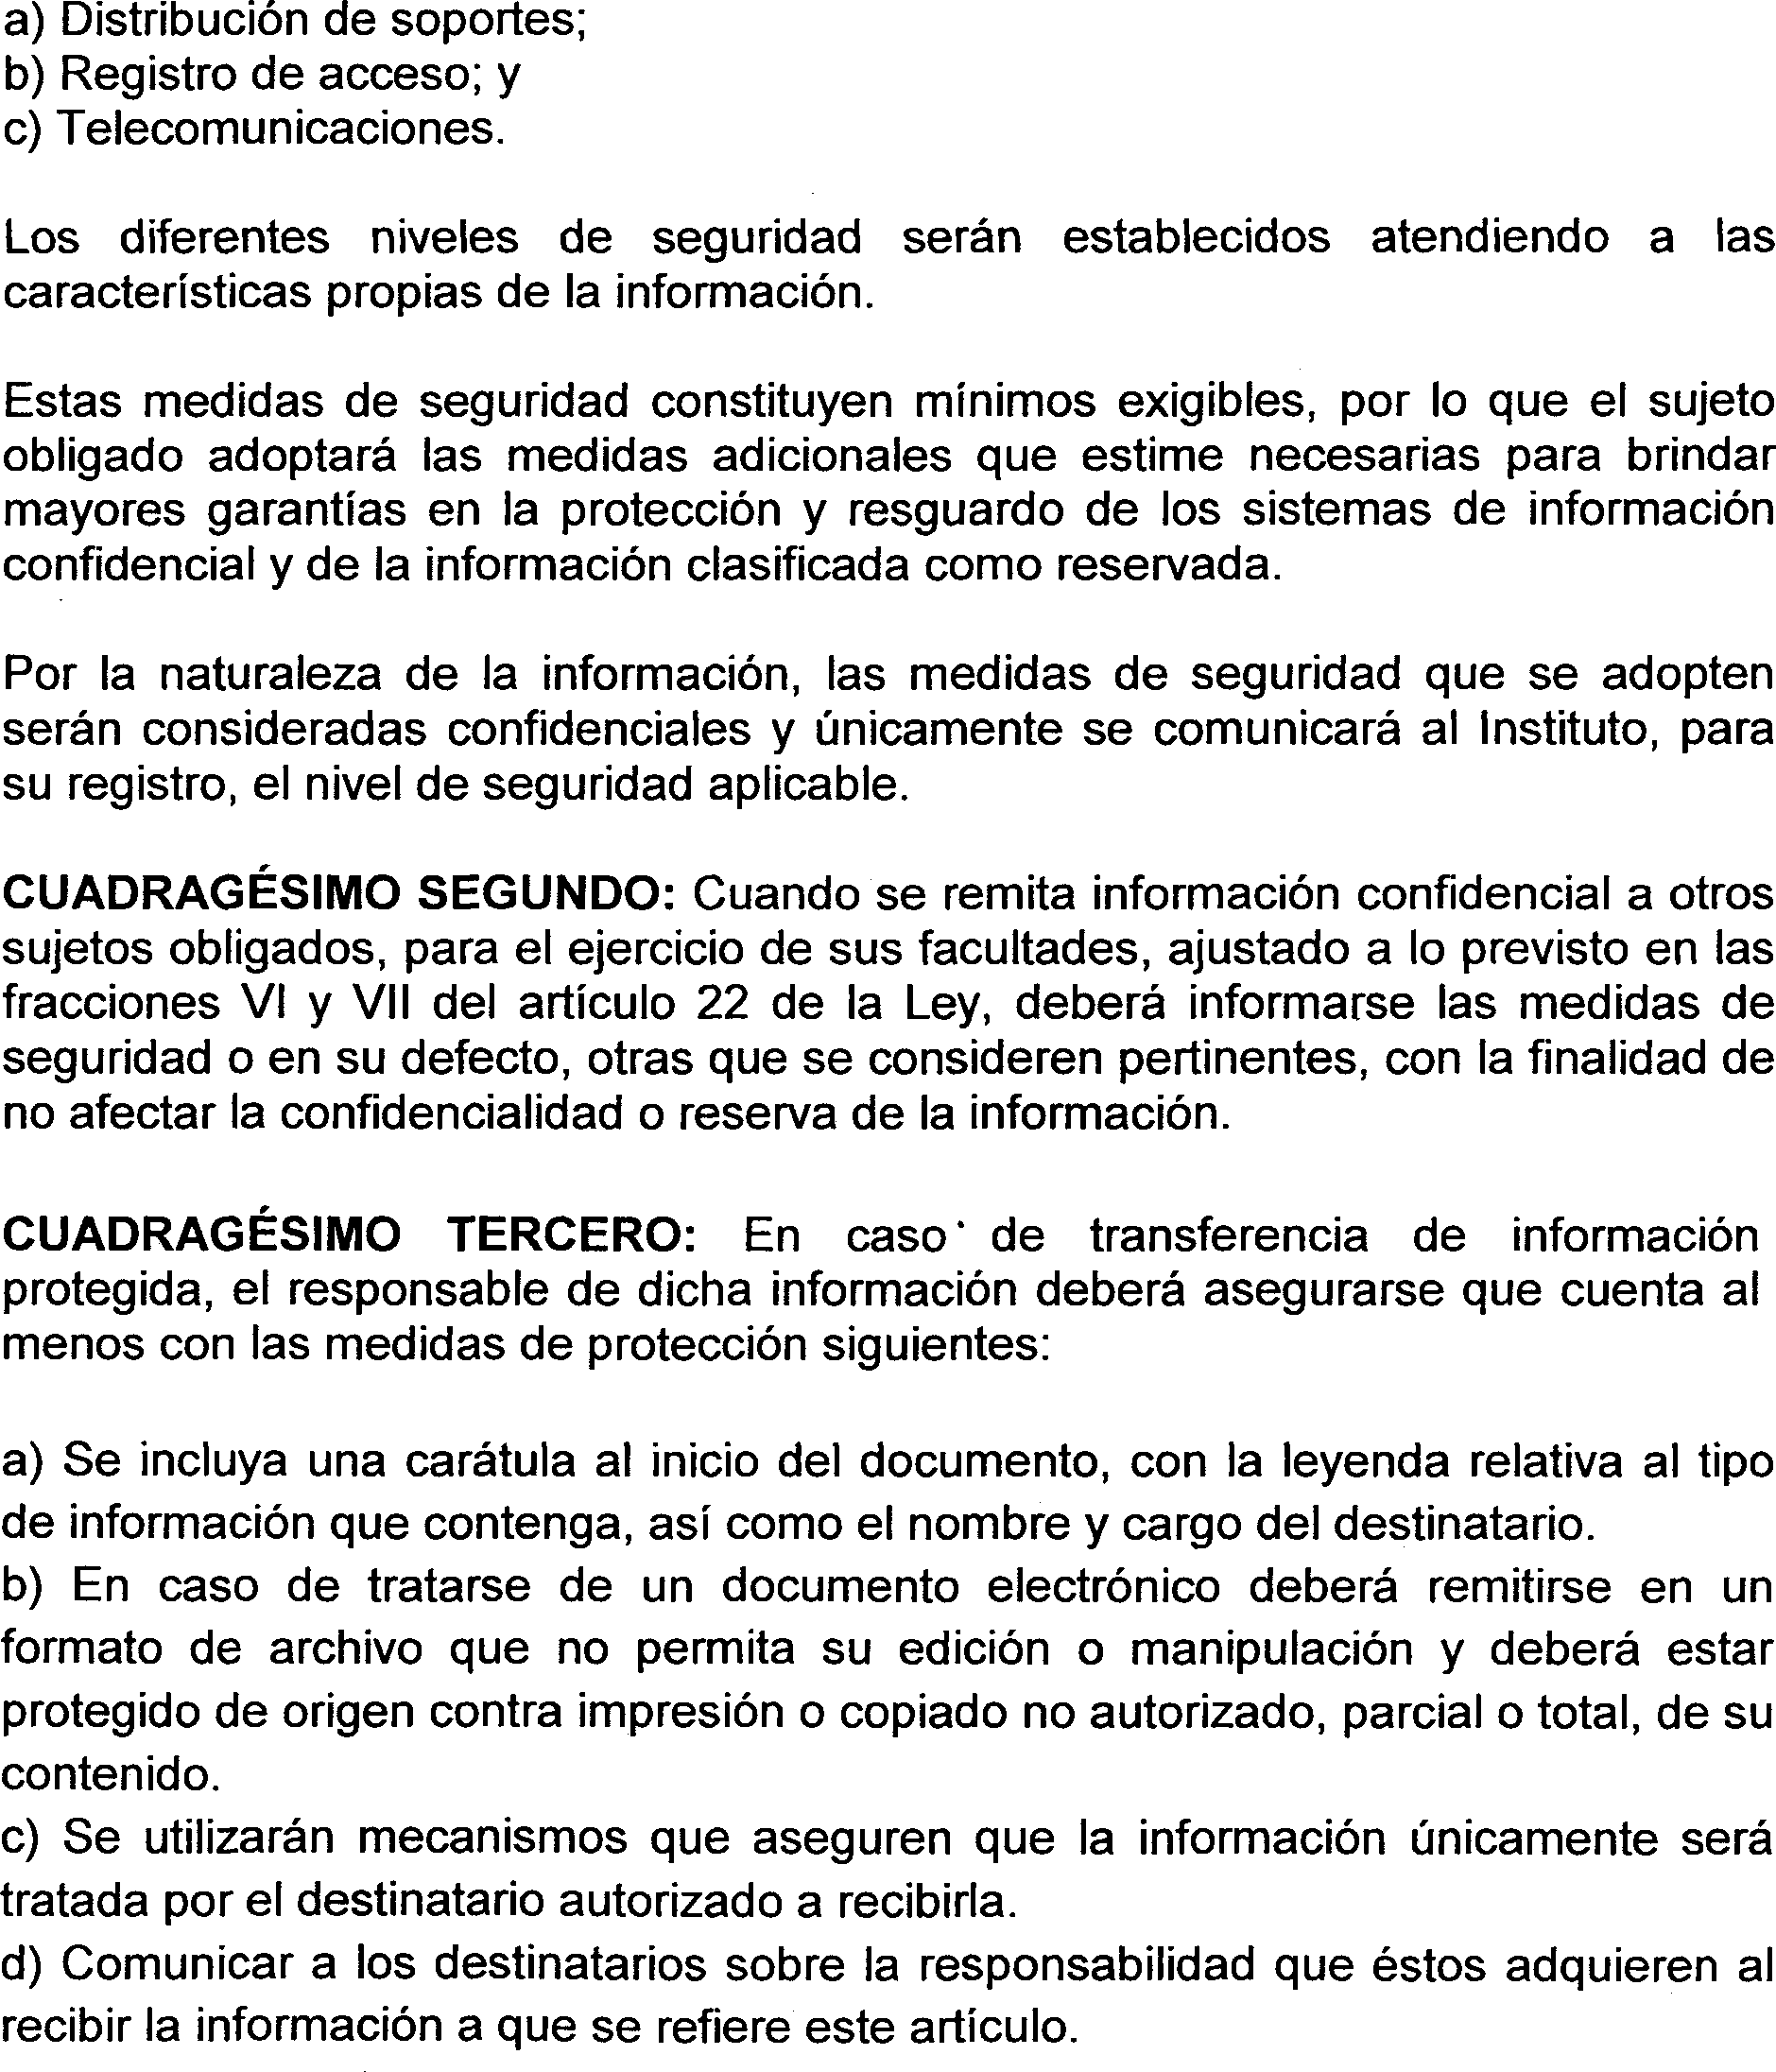 a) Distribución de soportes;
b) Registro de acceso; y
c) Telecomunicaciones.
Los diferentes niveles de seguridad serán establecidos atendiendo a las
características propias de la información.
Estas medidas de seguridad constituyen mínimos exigibles, por lo que el sujeto
obligado adoptará las medidas adicionales que estime necesarias para brindar
mayores garantías en la protección y resguardo de los sistemas de información
confidencial y de la información clasificada como reservada.
Por la naturaleza de la información, las medidas de seguridad que se adopten
serán consideradas confidenciales y únicamente se comunicará al Instituto, para
su registro, el nivel de seguridad aplicable.
CUADRAGÉSIMO SEGUNDO: Cuando se remita información confidencial a otros
sujetos obligados, para el ejercicio de sus facultades, ajustado a lo previsto en las
fracciones VI y VII del artículo 22 de la Ley, deberá informarse las medidas de
seguridad o en su defecto, otras que se consideren pertinentes, con la finalidad de
no afectar la confidencialidad o reserva de la información.
CUADRAGÉSIMO TERCERO: En caso de transferencia de información
protegida, el responsable de dicha información deberá asegurarse que cuenta al
menos con las medidas de protección siguientes:
a) Se incluya una carátula al inicio del documento, con la leyenda relativa al tipo
de información que contenga, así como el nombre y cargo del destinatario.
b) En caso de tratarse de un documento electrónico deberá remitirse en un
formato de archivo que no permita su edición o manipulación y deberá estar
protegido de origen contra impresión o copiado no autorizado, parcial o total, de su
contenido.
c) Se utilizarán mecanismos que aseguren que la información únicamente será
tratada por el destinatario autorizado a recibirla.
d) Comunicar a los destinatarios sobre la responsabilidad que éstos adquieren al
recibir la información a que se refiere este artículo.